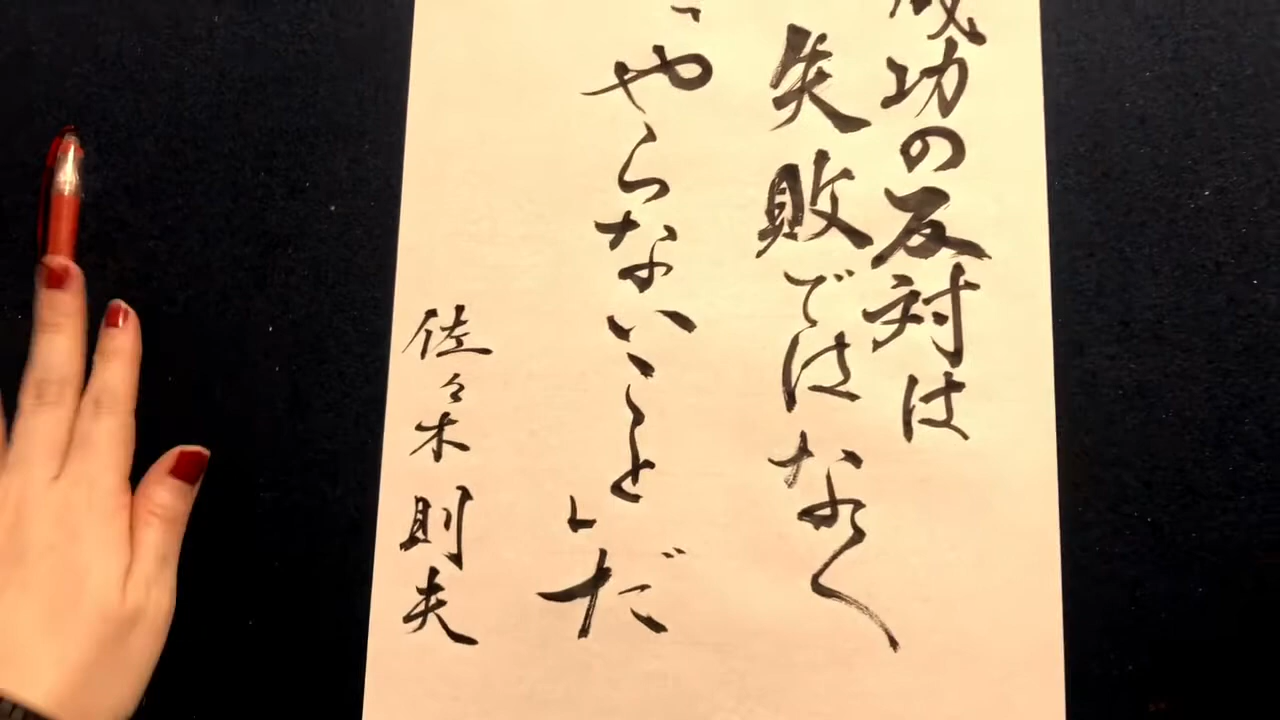 成功の反対は
失敗ではなく
「やらないこと」だ
佐々木則夫